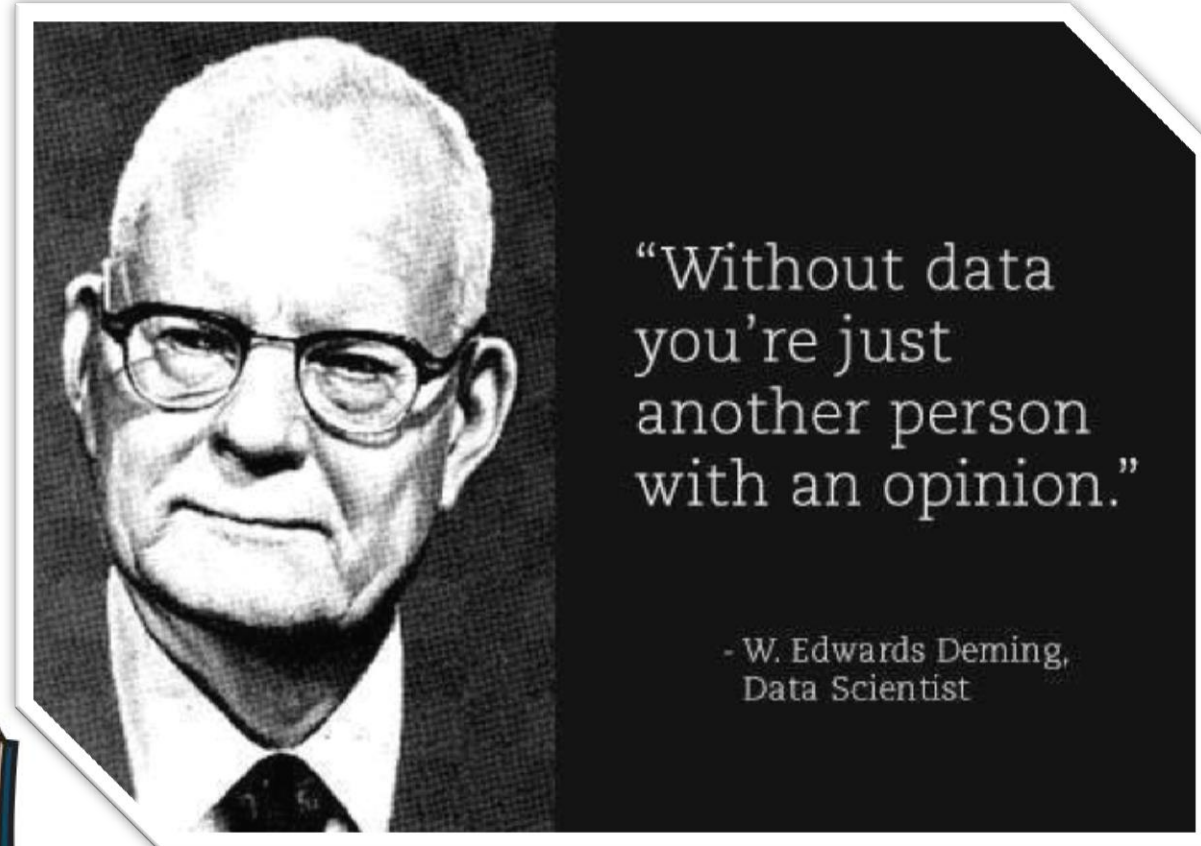 “Without data
you’re just
another person
with an opinion.”
- W. Edwards Deming,
Data Scientist